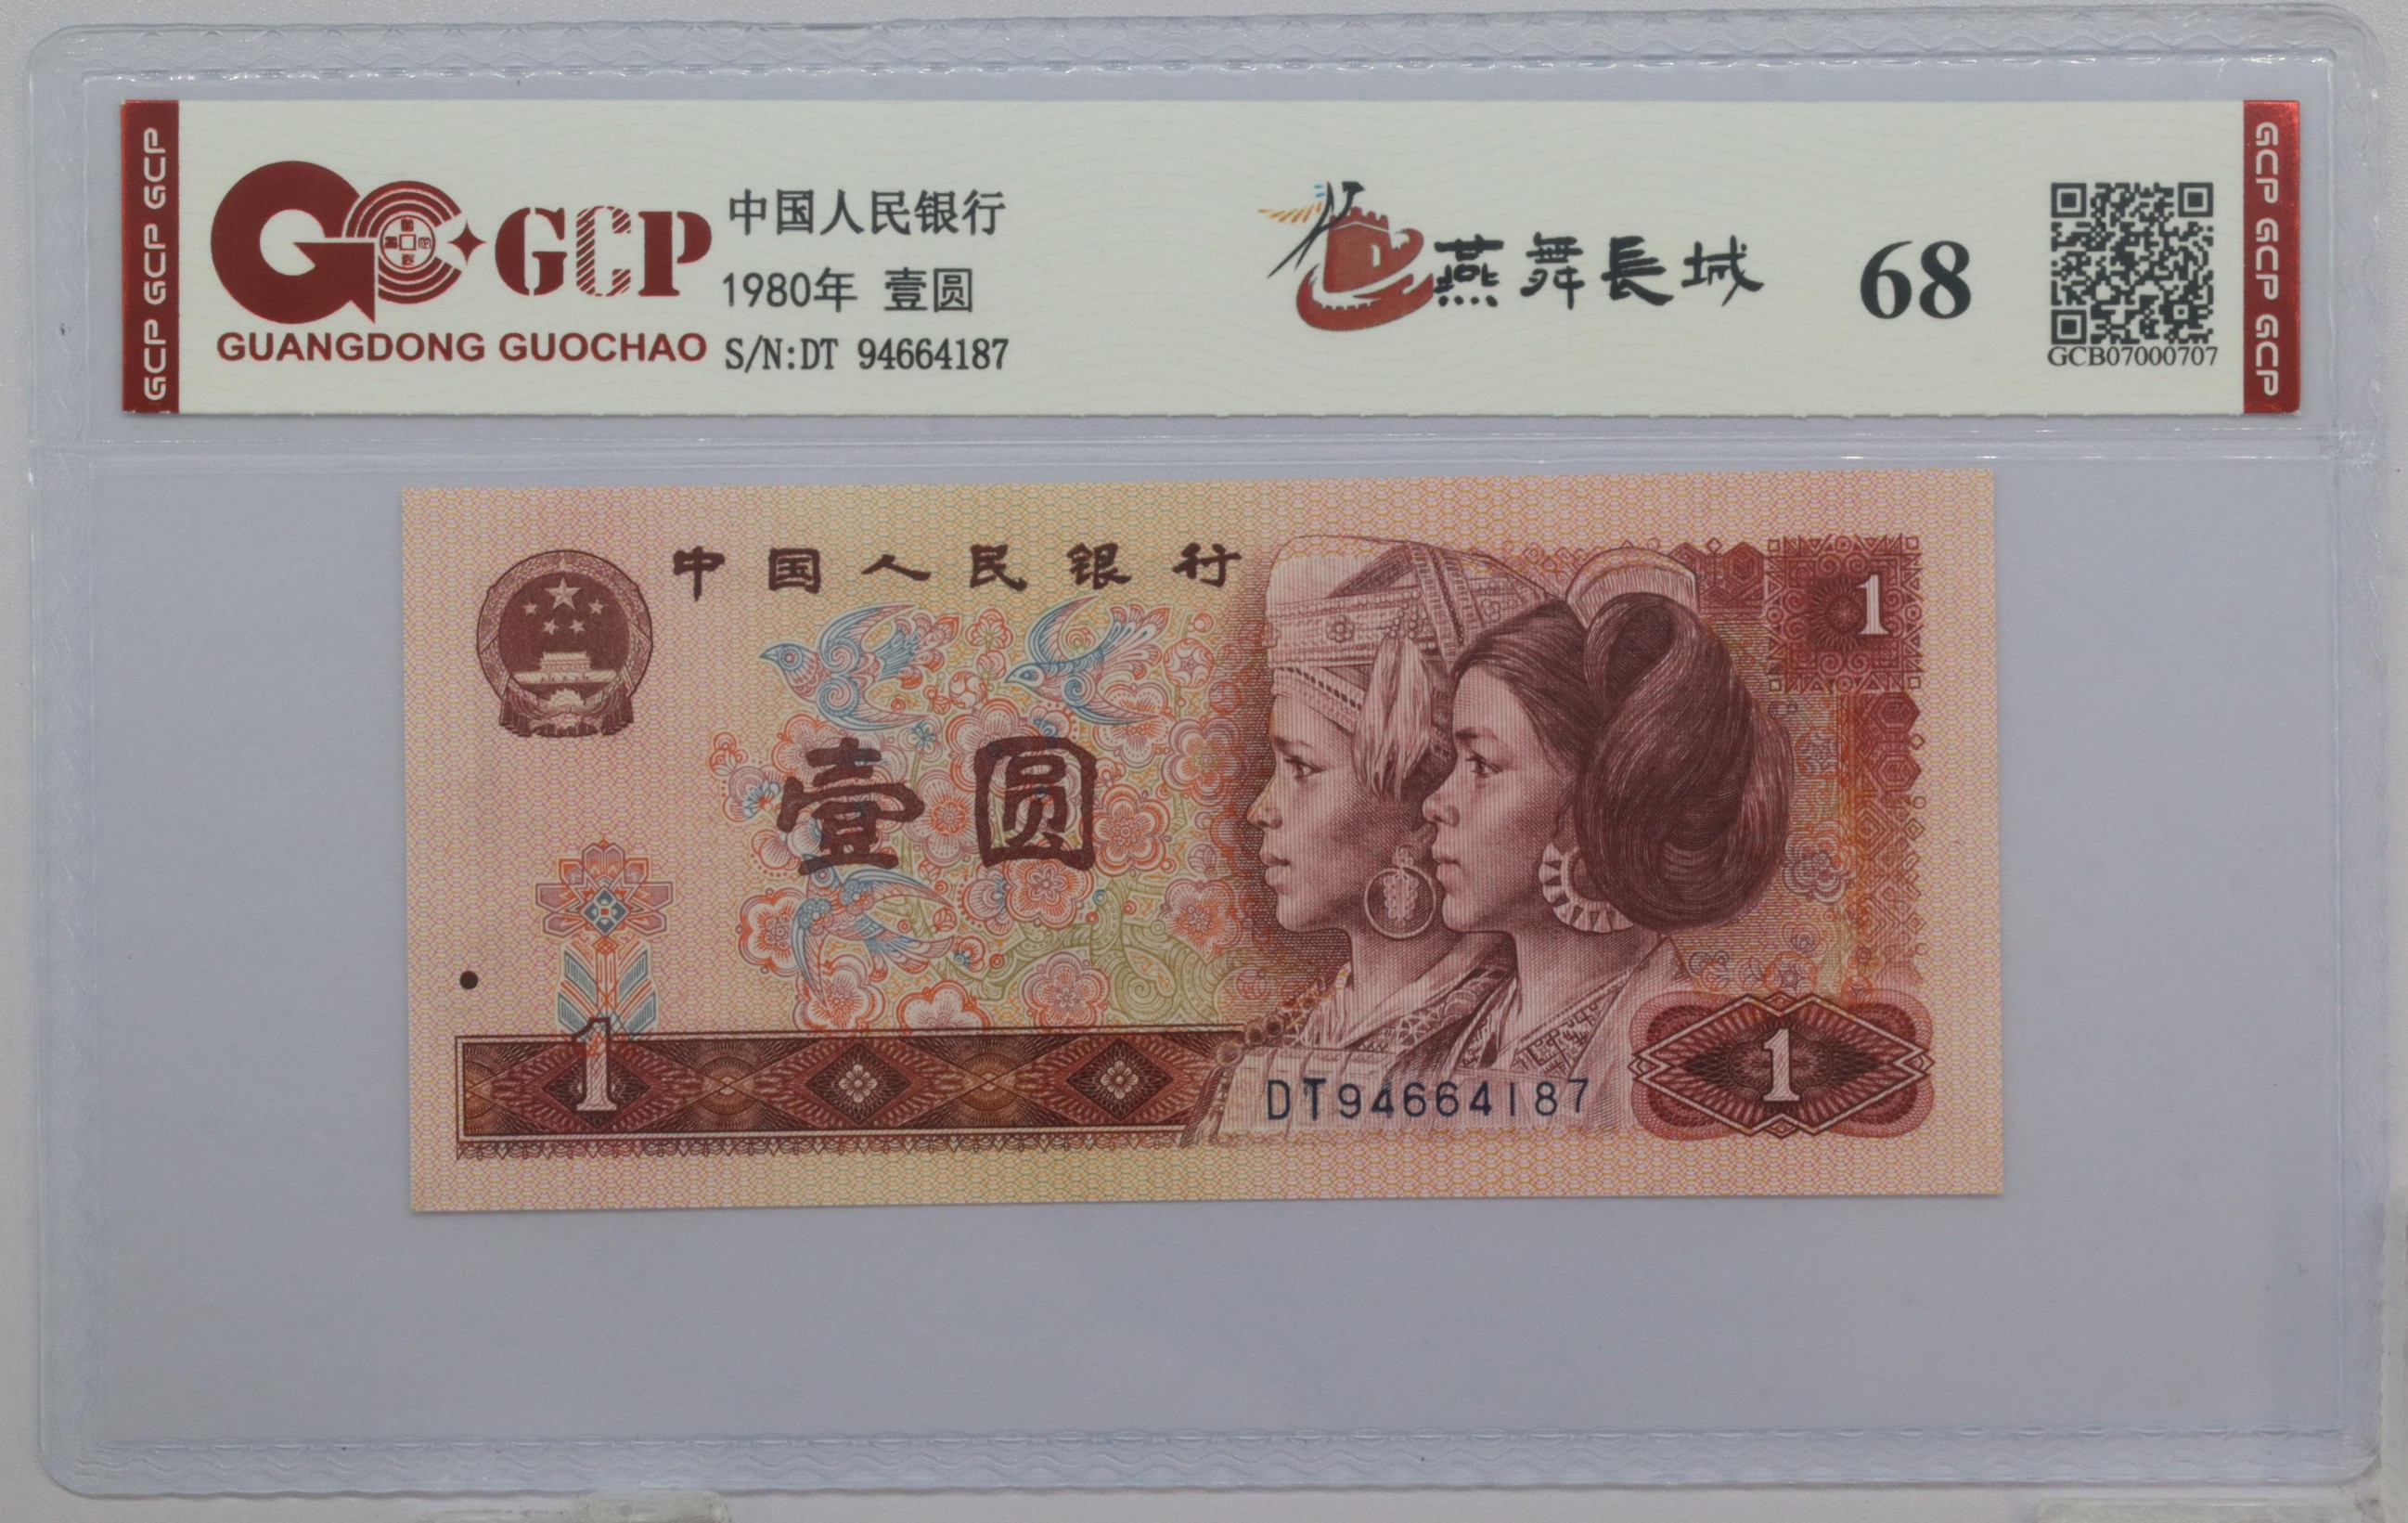 GCP GCP GCP
GCP
GUANGDONG GUOCHAO
中国人民银行
1980年 壹圆
S/N:DT 94664187
燕舞長城
68
GCB07000707
GCP GCP GCP
中国人民银行
1
壹圆
1
1
DT94664187